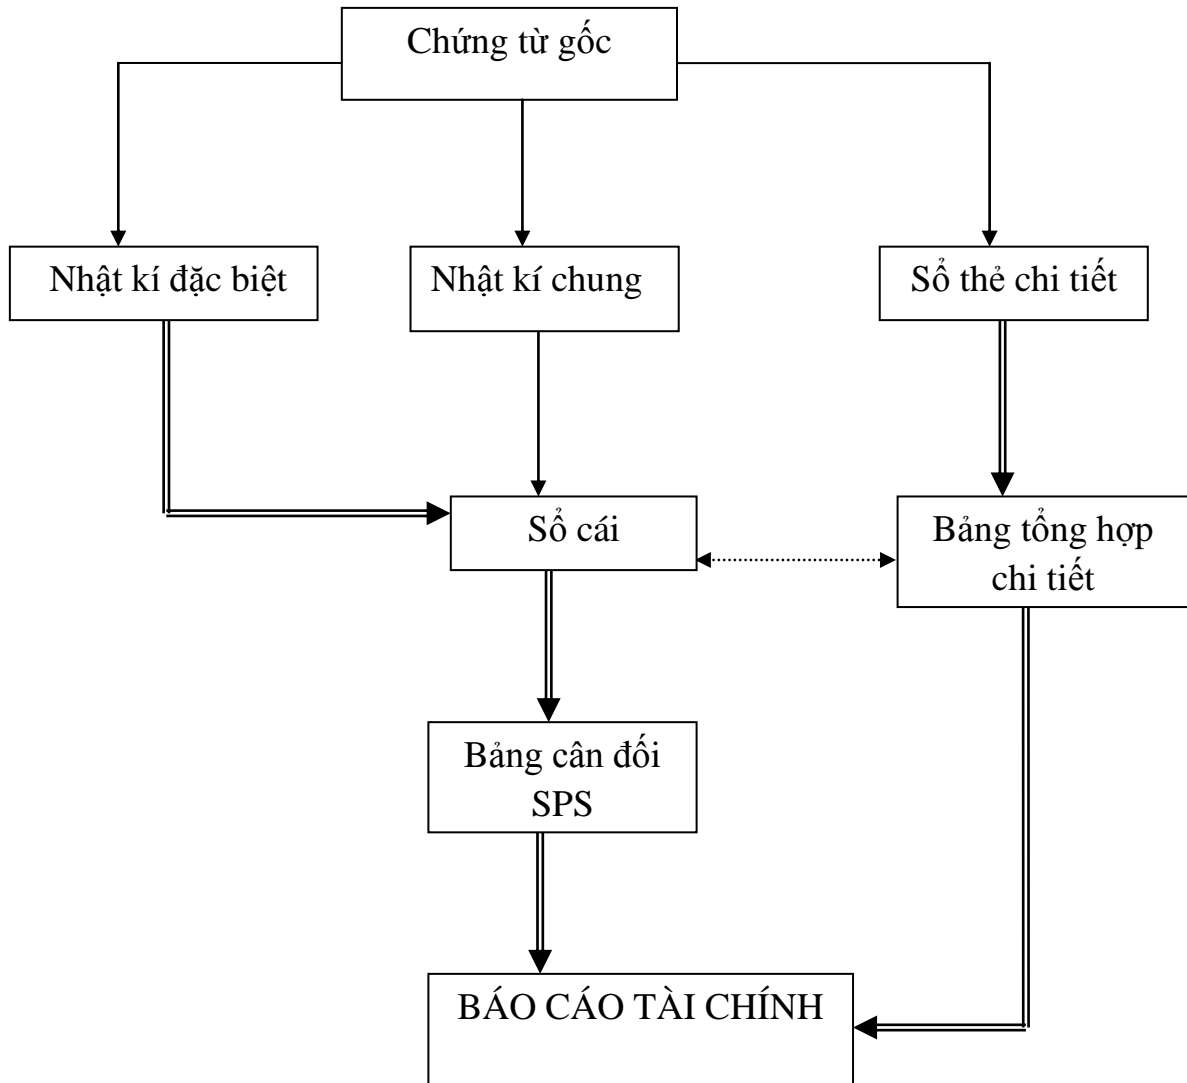 Chứng từ gốc
Nhật kí đặc biệt
Nhật kí chung
Sổ thẻ chi tiết
Sổ cái
Bảng tổng hợp
chi tiết
Bảng cân đối
SPS
BÁO CÁO TÀI CHÍNH